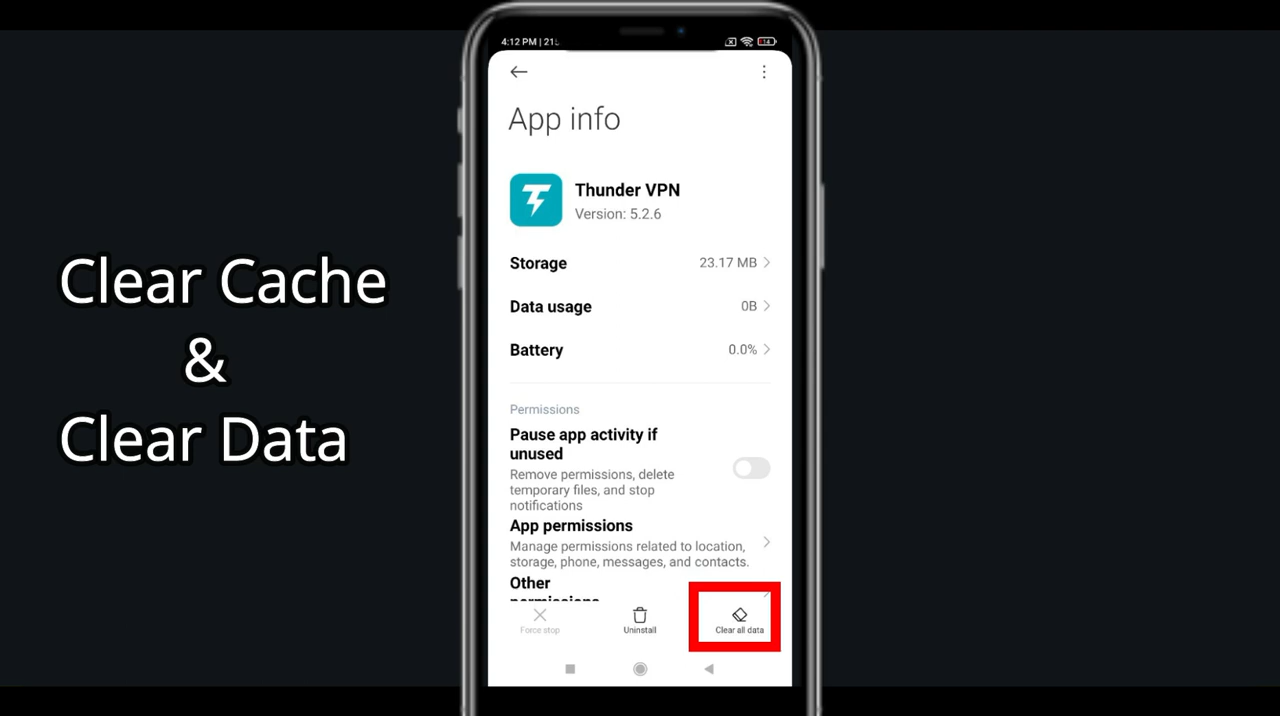 Clear Cache
&
Clear Data
4:12 PM | 21
14
App info
Thunder VPN
Version: 5.2.6
Storage 23.17 MB
Data usage 0B
Battery 0.0%
Permissions
Pause app activity if
unused
Remove permissions, delete
temporary files, and stop
notifications
App permissions
Manage permissions related to location,
storage, phone, messages, and contacts.
Other
permissions
Force stop Uninstall Clear all data